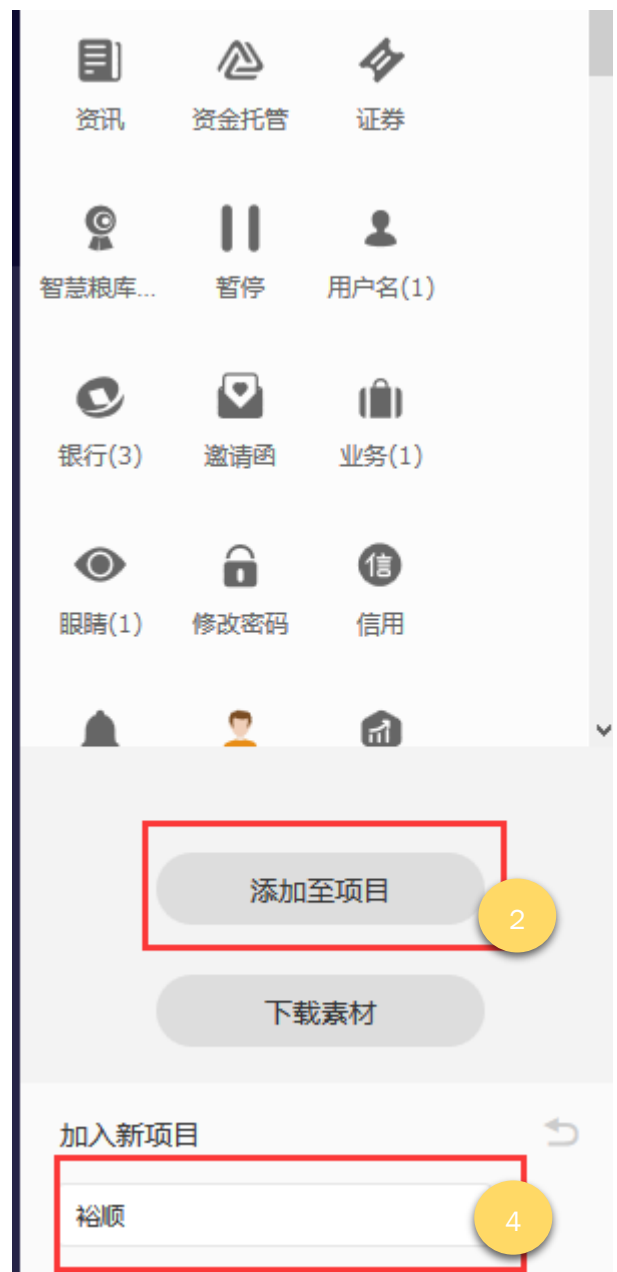 资讯 资金托管 证券
智慧粮库... 暂停 用户名(1)
银行(3) 邀请函 业务(1)
眼睛(1) 修改密码 信
信用
添加至项目
2
下载素材
加入新项目
裕顺
4